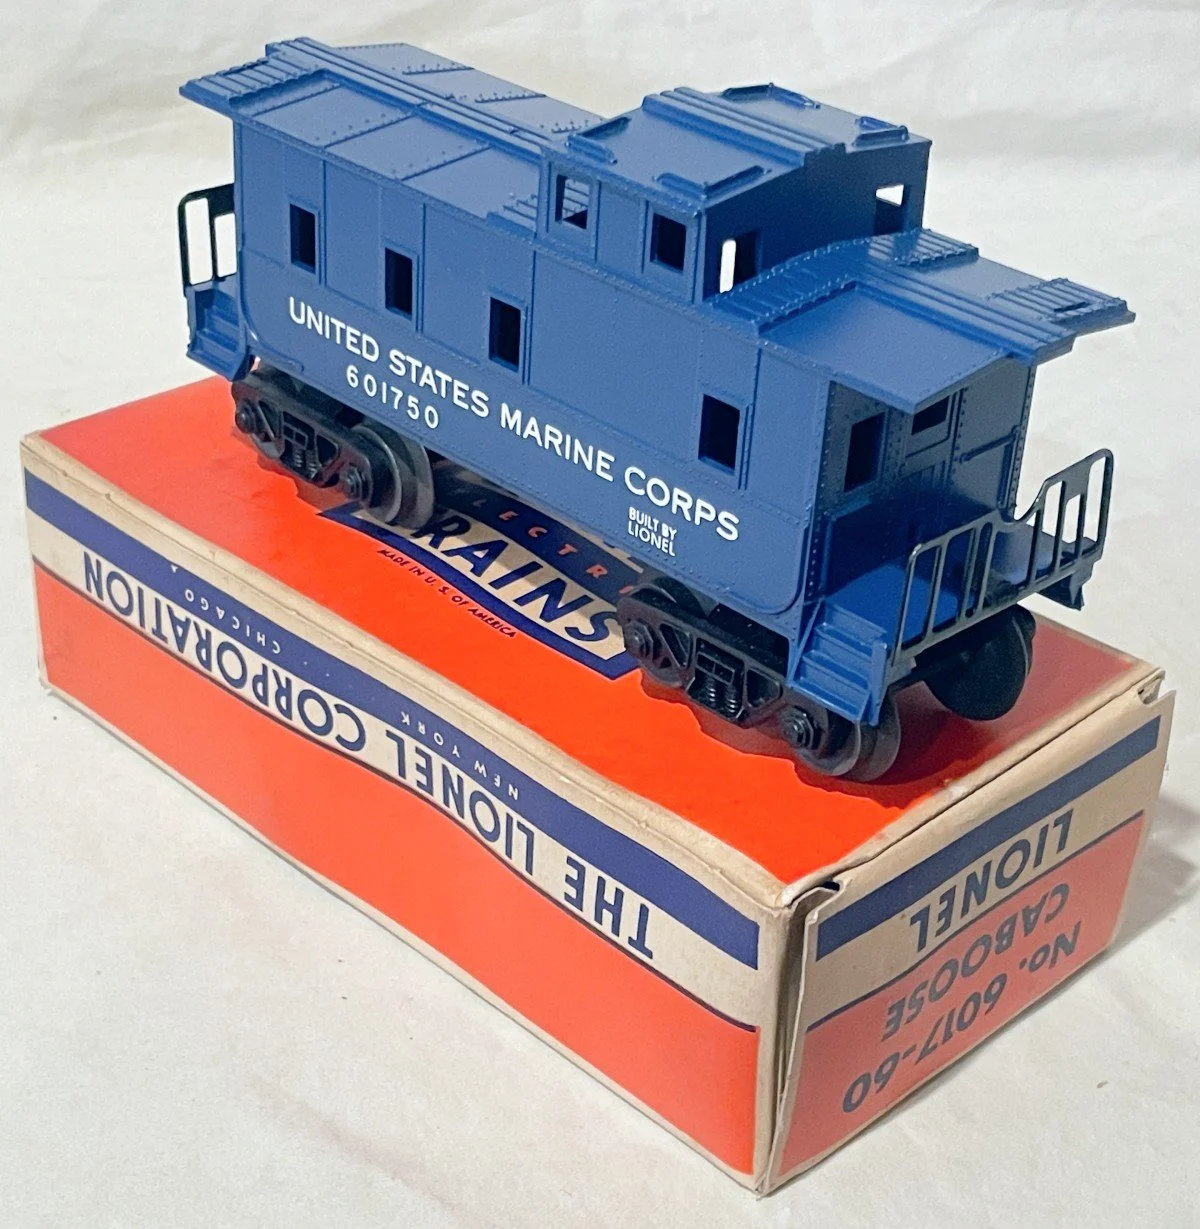 UNITED STATES MARINE CORPS
601750
BUILT BY
LIONEL
ELECTRIC
TRAINS
MADE IN U. S. OF AMERICA
THE LIONEL CORPORATION
NEW YORK · CHICAGO
LIONEL
No. 6017-60
CABOOSE